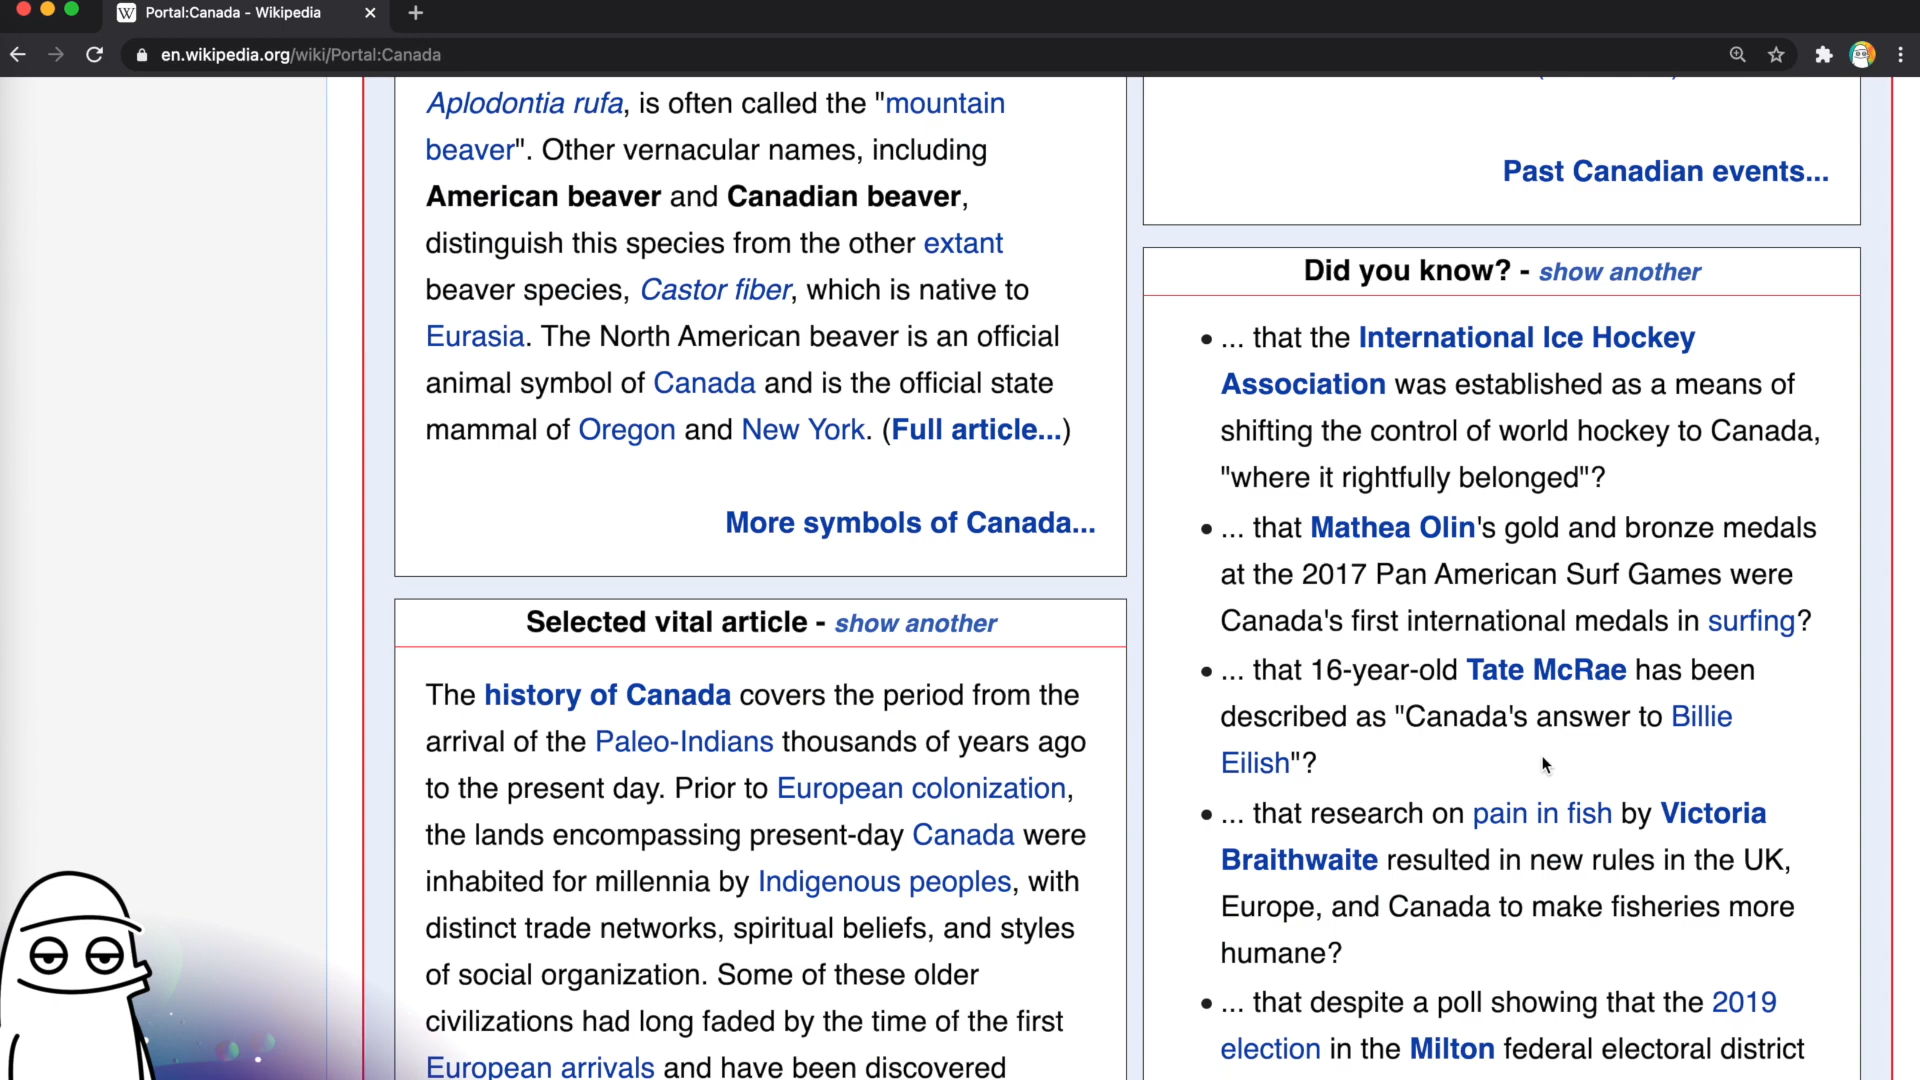 Portal:Canada - Wikipedia
en.wikipedia.org/wiki/Portal:Canada
Aplodontia rufa, is often called the "mountain
beaver". Other vernacular names, including
American beaver and Canadian beaver,
distinguish this species from the other extant
beaver species, Castor fiber, which is native to
Eurasia. The North American beaver is an official
animal symbol of Canada and is the official state
mammal of Oregon and New York. (Full article...)
More symbols of Canada...
Selected vital article - show another
The history of Canada covers the period from the
arrival of the Paleo-Indians thousands of years ago
to the present day. Prior to European colonization,
the lands encompassing present-day Canada were
inhabited for millennia by Indigenous peoples, with
distinct trade networks, spiritual beliefs, and styles
of social organization. Some of these older
civilizations had long faded by the time of the first
European arrivals and have been discovered
Past Canadian events...
Did you know? - show another
• ... that the International Ice Hockey
Association was established as a means of
shifting the control of world hockey to Canada,
"where it rightfully belonged"?
• ... that Mathea Olin's gold and bronze medals
at the 2017 Pan American Surf Games were
Canada's first international medals in surfing?
• ... that 16-year-old Tate McRae has been
described as "Canada's answer to Billie
Eilish"?
• ... that research on pain in fish by Victoria
Braithwaite resulted in new rules in the UK,
Europe, and Canada to make fisheries more
humane?
• ... that despite a poll showing that the 2019
election in the Milton federal electoral district